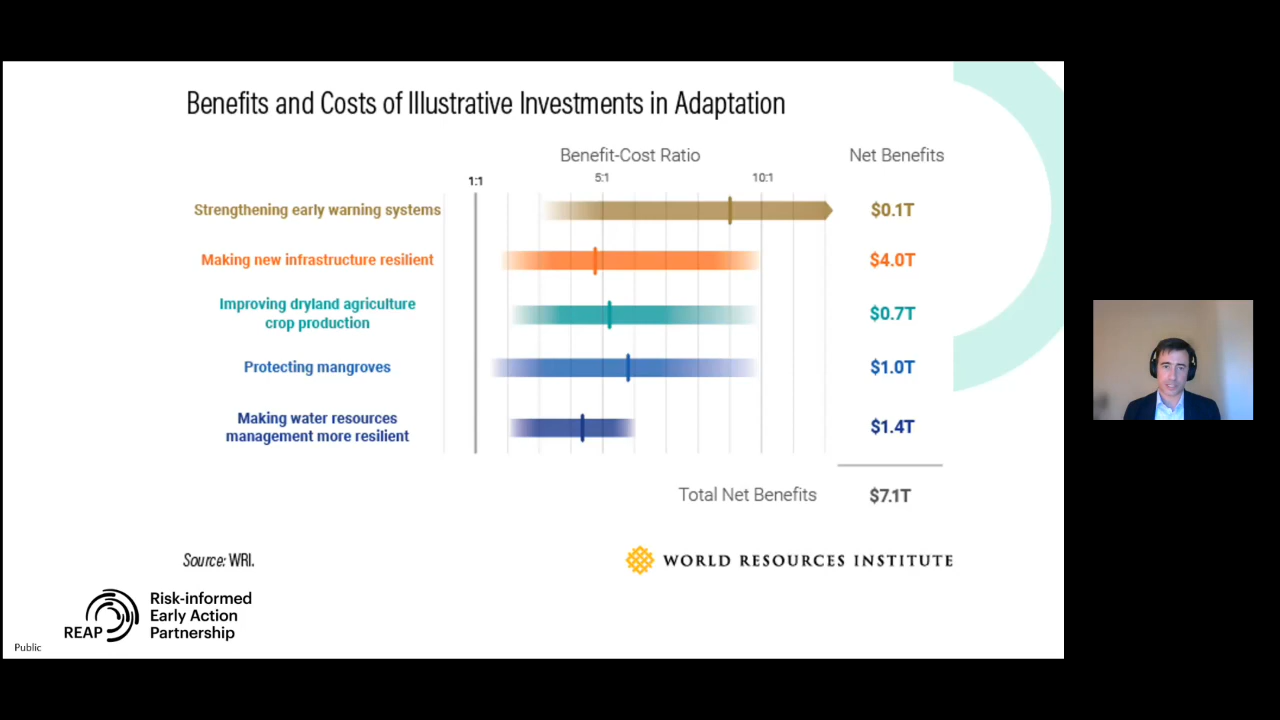 Benefits and Costs of Illustrative Investments in Adaptation
Benefit-Cost Ratio
Net Benefits
1:1
5:1
10:1
Strengthening early warning systems
$0.1T
Making new infrastructure resilient
$4.0T
Improving dryland agriculture
crop production
$0.7T
Protecting mangroves
$1.0T
Making water resources
management more resilient
$1.4T
Total Net Benefits
$7.1T
Source: WRI.
WORLD RESOURCES INSTITUTE
REAP
Risk-informed
Early Action
Partnership
Public